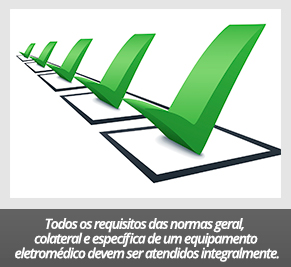 Todos os requisitos das normas geral,
colateral e específica de um equipamento
eletromédico devem ser atendidos integralmente.